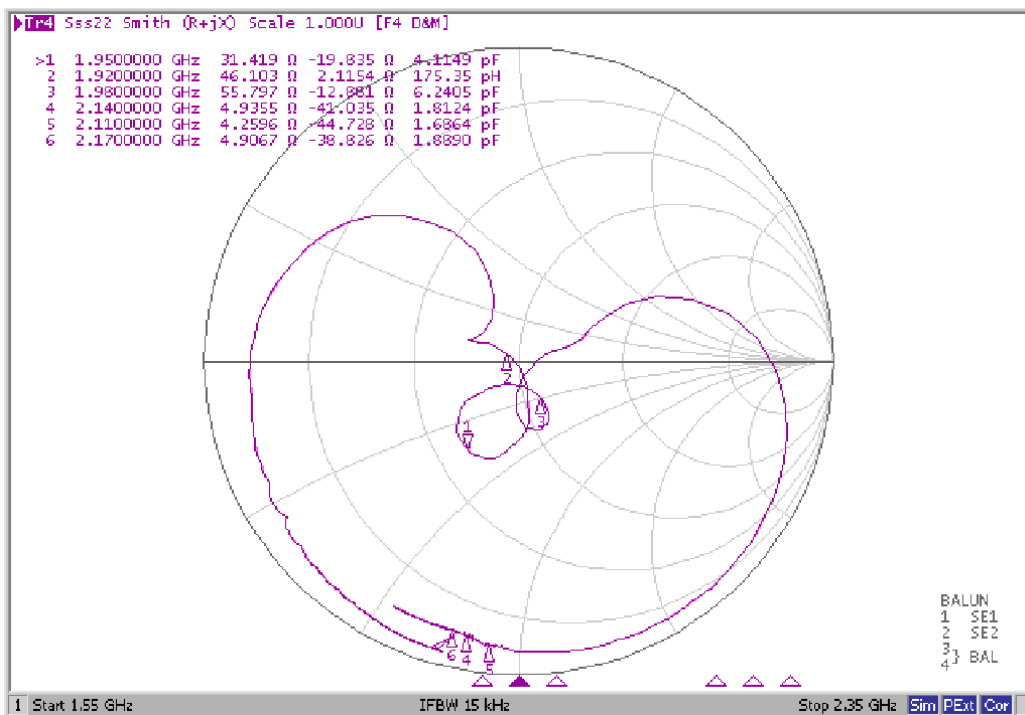 Tr4 Sss22 Smith (R+jX) Scale 1.000U [F4 D&M]
>1 1.9500000 GHz 31.419 Ω -19.835 Ω 4.1149 pF
2 1.9200000 GHz 46.103 Ω 2.1154 Ω 175.35 pH
3 1.9800000 GHz 55.797 Ω -12.881 Ω 6.2405 pF
4 2.1400000 GHz 4.9355 Ω -41.035 Ω 1.8124 pF
5 2.1100000 GHz 4.2596 Ω -44.728 Ω 1.6864 pF
6 2.1700000 GHz 4.9067 Ω -38.826 Ω 1.8890 pF
2
3
1
6
4
5
BALUN
1 SE1
2 SE2
3
4} BAL
1 Start 1.55 GHz IFBW 15 kHz Stop 2.35 GHz Sim PExt Cor